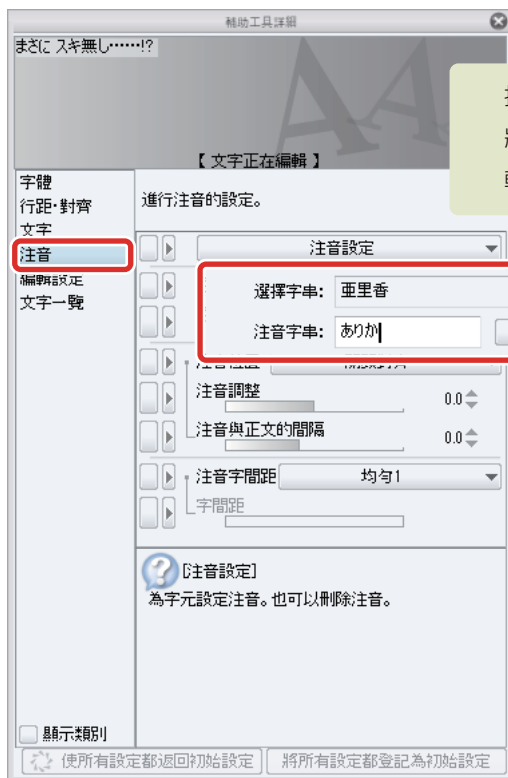 輔助工具詳細
まさに スキ無し……!?
【 文字正在編輯 】
字體
行距・對齊
文字
注音
編輯設定
文字一覽
進行注音的設定。
注音設定
選擇字串: 亜里香
注音字串: ありか
注音調整 0.0
注音與正文的間隔 0.0
注音字間距 均勻1
字間距
[注音設定]
為字元設定注音。也可以刪除注音。
顯示類別
使所有設定都返回初始設定
將所有設定都登記為初始設定